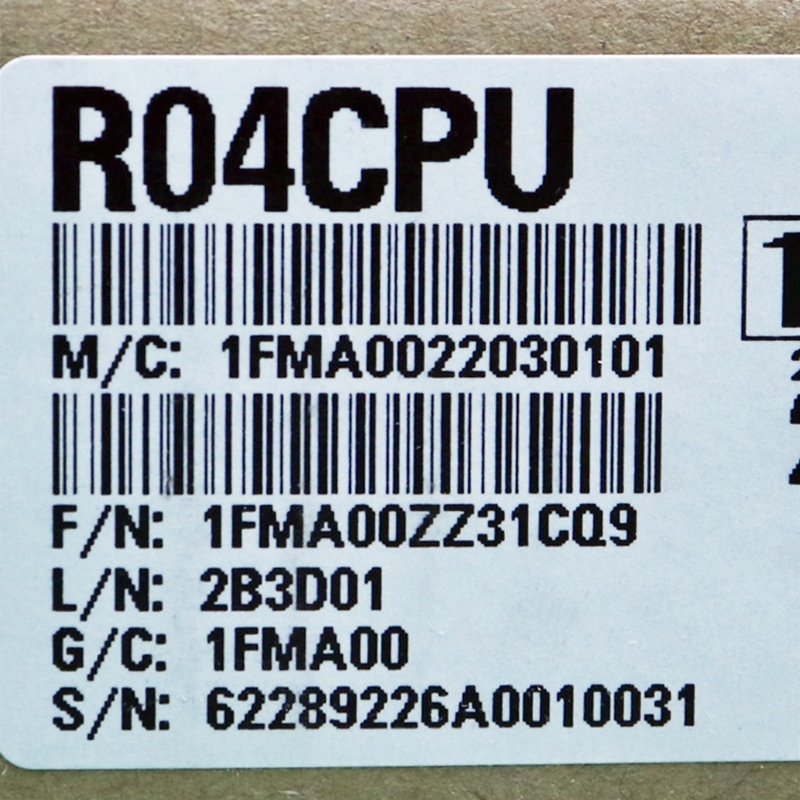 R04CPU
M/C: 1FMA0022030101
F/N: 1FMA00ZZ31CQ9
L/N: 2B3D01
G/C: 1FMA00
S/N: 62289226A0010031